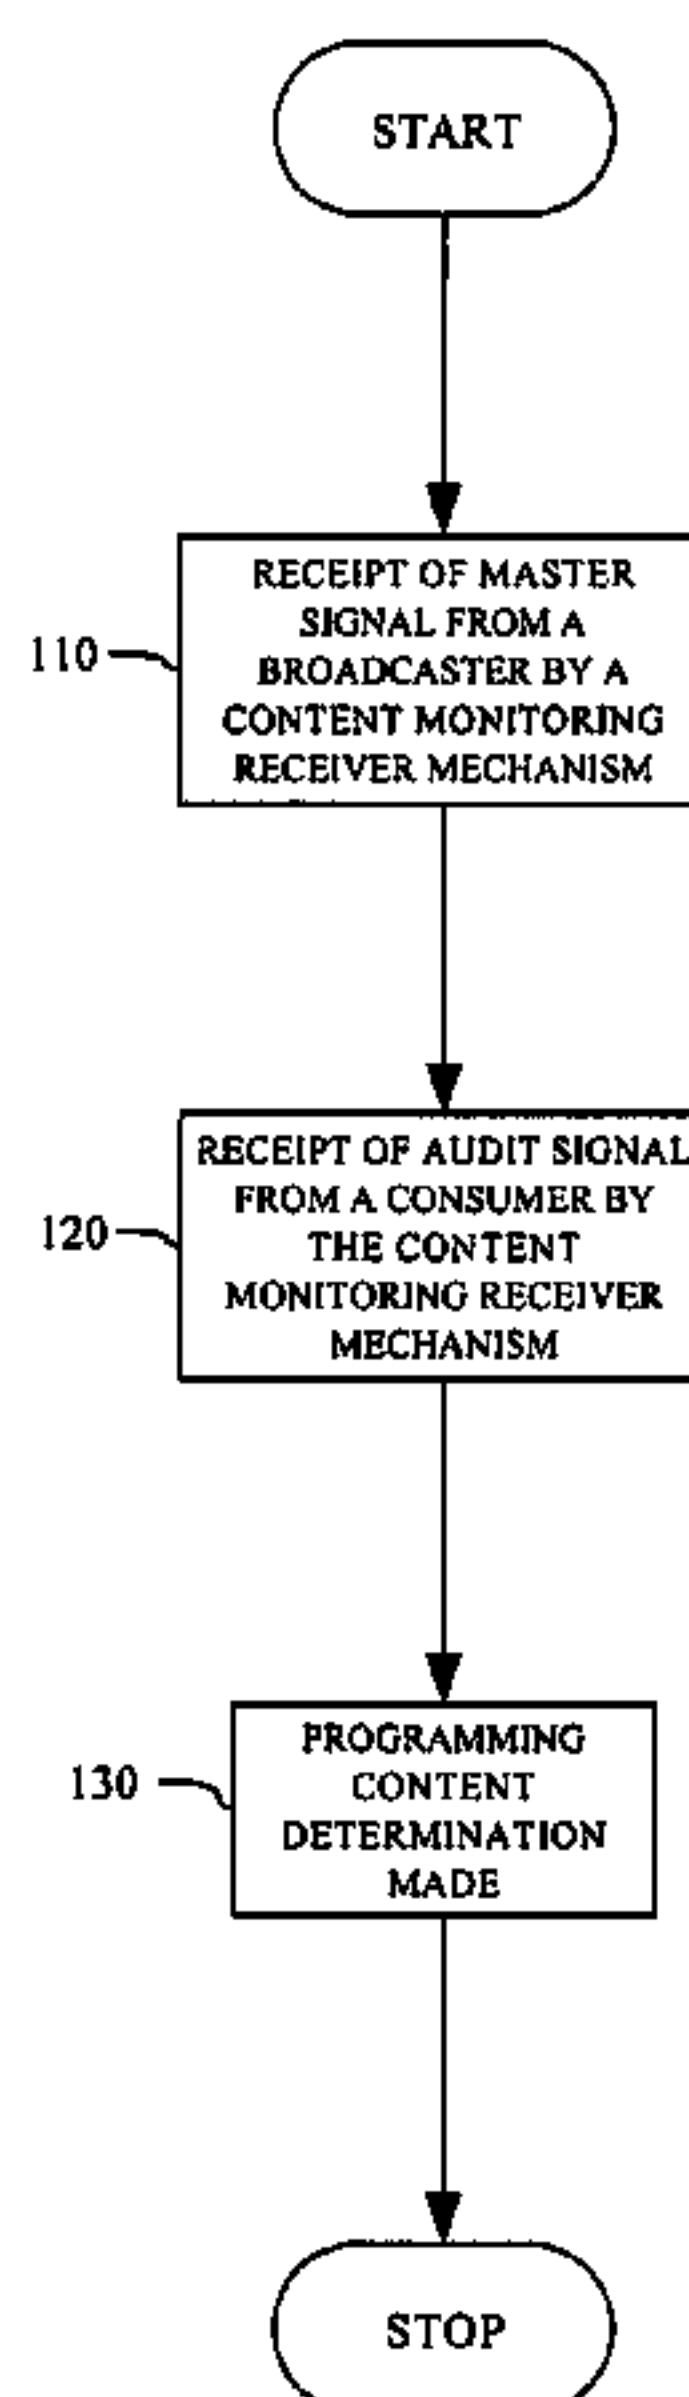 START
RECEIPT OF MASTER
SIGNAL FROM A
BROADCASTER BY A
CONTENT MONITORING
RECEIVER MECHANISM
110
RECEIPT OF AUDIT SIGNAL
FROM A CONSUMER BY
THE CONTENT
MONITORING RECEIVER
MECHANISM
120
PROGRAMMING
CONTENT
DETERMINATION
MADE
130
STOP